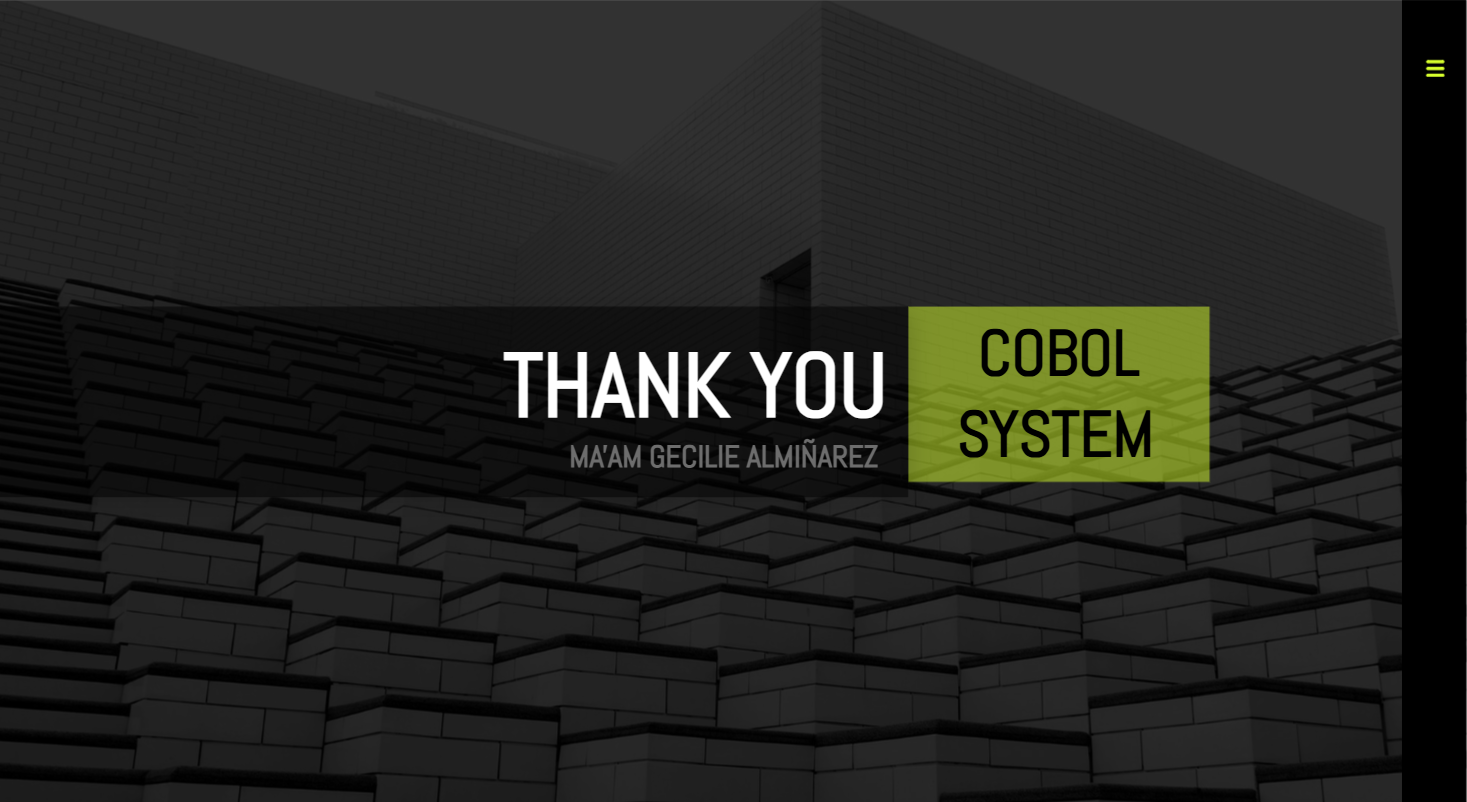 THANK YOU
MA'AM GECILIE ALMIÑAREZ
COBOL
SYSTEM